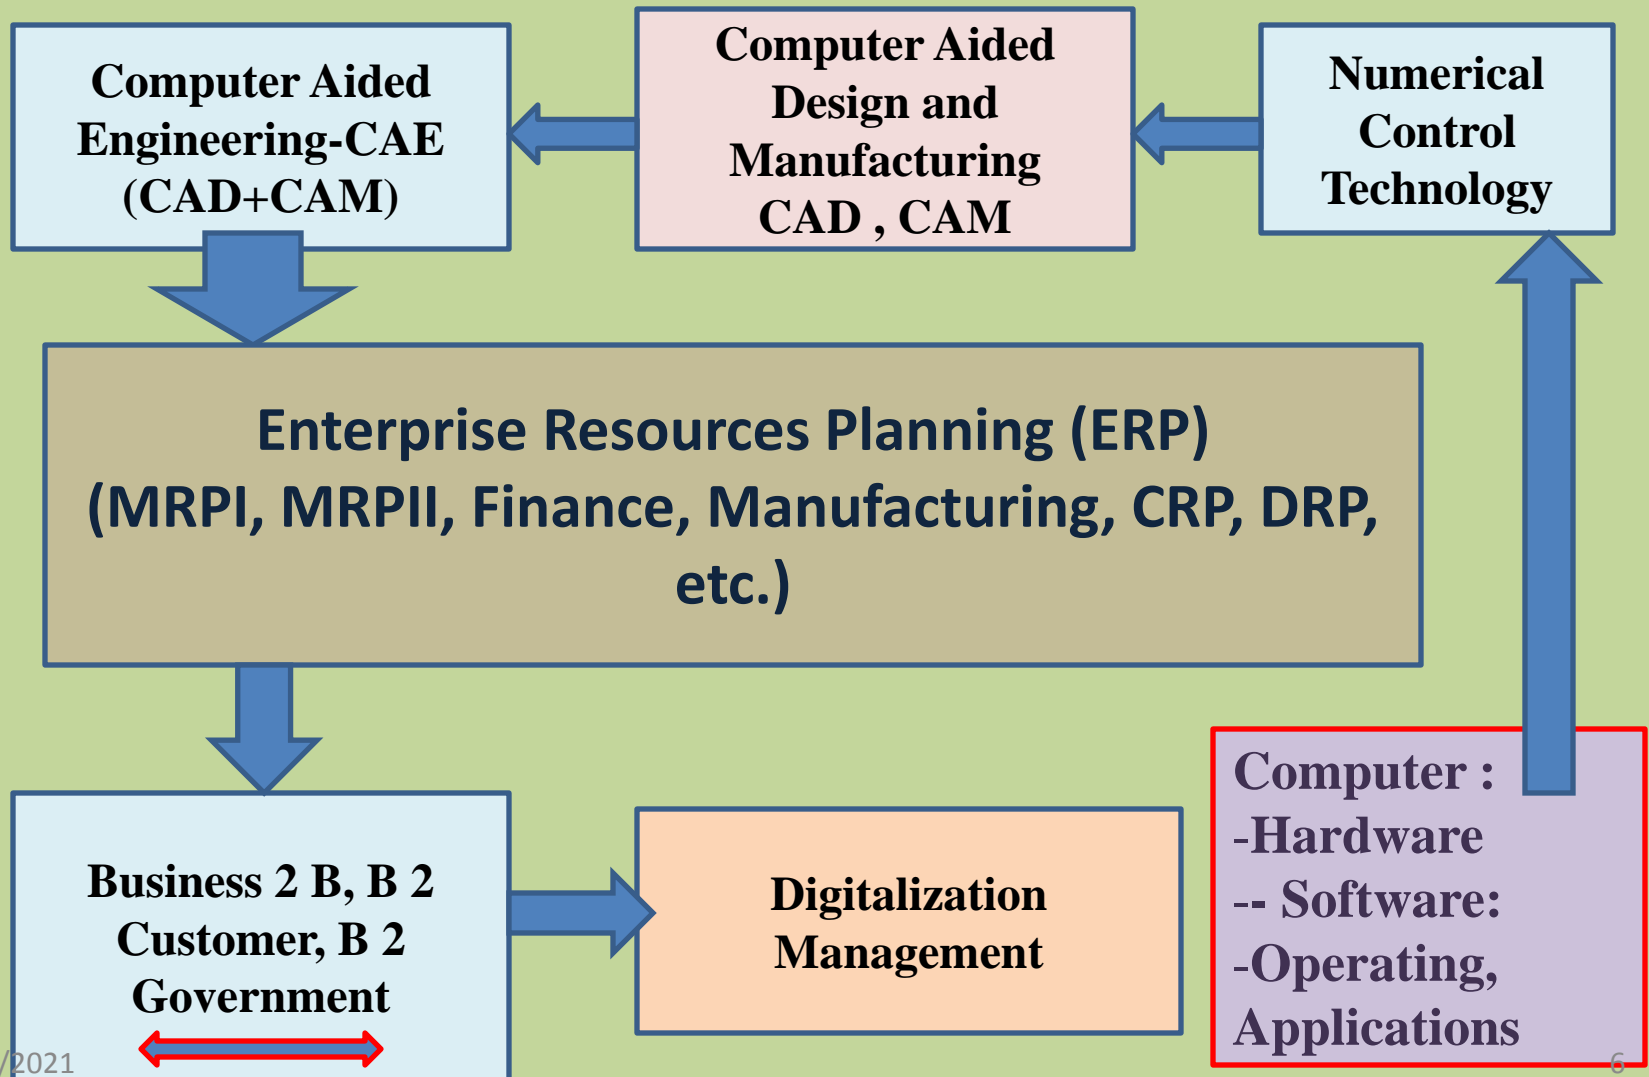 Computer Aided
Engineering-CAE
(CAD+CAM)
Computer Aided
Design and
Manufacturing
CAD , CAM
Numerical
Control
Technology
Enterprise Resources Planning (ERP)
(MRPI, MRPII, Finance, Manufacturing, CRP, DRP,
etc.)
Business 2 B, B 2
Customer, B 2
Government
Digitalization
Management
Computer :
-Hardware
-- Software:
-Operating,
Applications
/2021
6